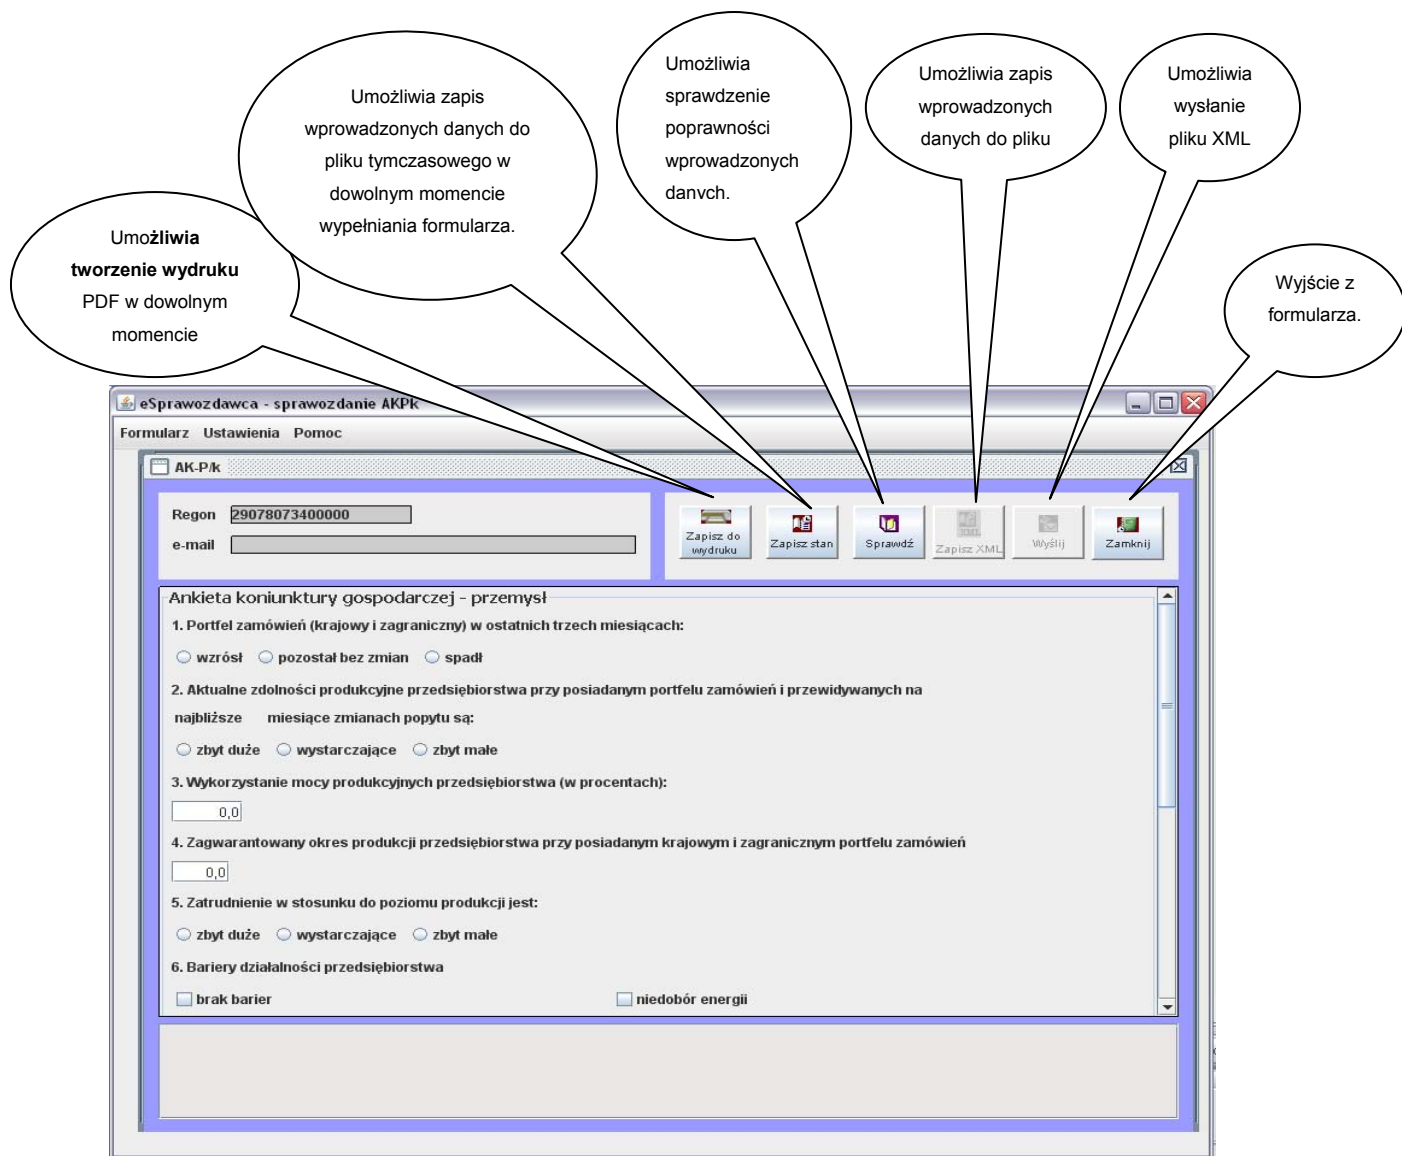 Umożliwia
tworzenie wydruku
PDF w dowolnym
momencie
Umożliwia zapis
wprowadzonych danych do
pliku tymczasowego w
dowolnym momencie
wypełniania formularza.
Umożliwia
sprawdzenie
poprawności
wprowadzonych
danych.
Umożliwia zapis
wprowadzonych
danych do pliku
Umożliwia
wysłanie
pliku XML
Wyjście z
formularza.
eSprawozdawca - sprawozdanie AKPk
Formularz Ustawienia Pomoc
AK-P/k
Regon 29078073400000
e-mail
Zapisz do
wydruku
Zapisz stan
Sprawdź
XML
Zapisz XML
Wyślij
Zamknij
Ankieta koniunktury gospodarczej - przemysł
1. Portfel zamówień (krajowy i zagraniczny) w ostatnich trzech miesiącach:
wzrósł pozostał bez zmian spadł
2. Aktualne zdolności produkcyjne przedsiębiorstwa przy posiadanym portfelu zamówień i przewidywanych na
najbliższe miesiące zmianach popytu są:
zbyt duże wystarczające zbyt małe
3. Wykorzystanie mocy produkcyjnych przedsiębiorstwa (w procentach):
0,0
4. Zagwarantowany okres produkcji przedsiębiorstwa przy posiadanym krajowym i zagranicznym portfelu zamówień
0,0
5. Zatrudnienie w stosunku do poziomu produkcji jest:
zbyt duże wystarczające zbyt małe
6. Bariery działalności przedsiębiorstwa
brak barier niedobór energii